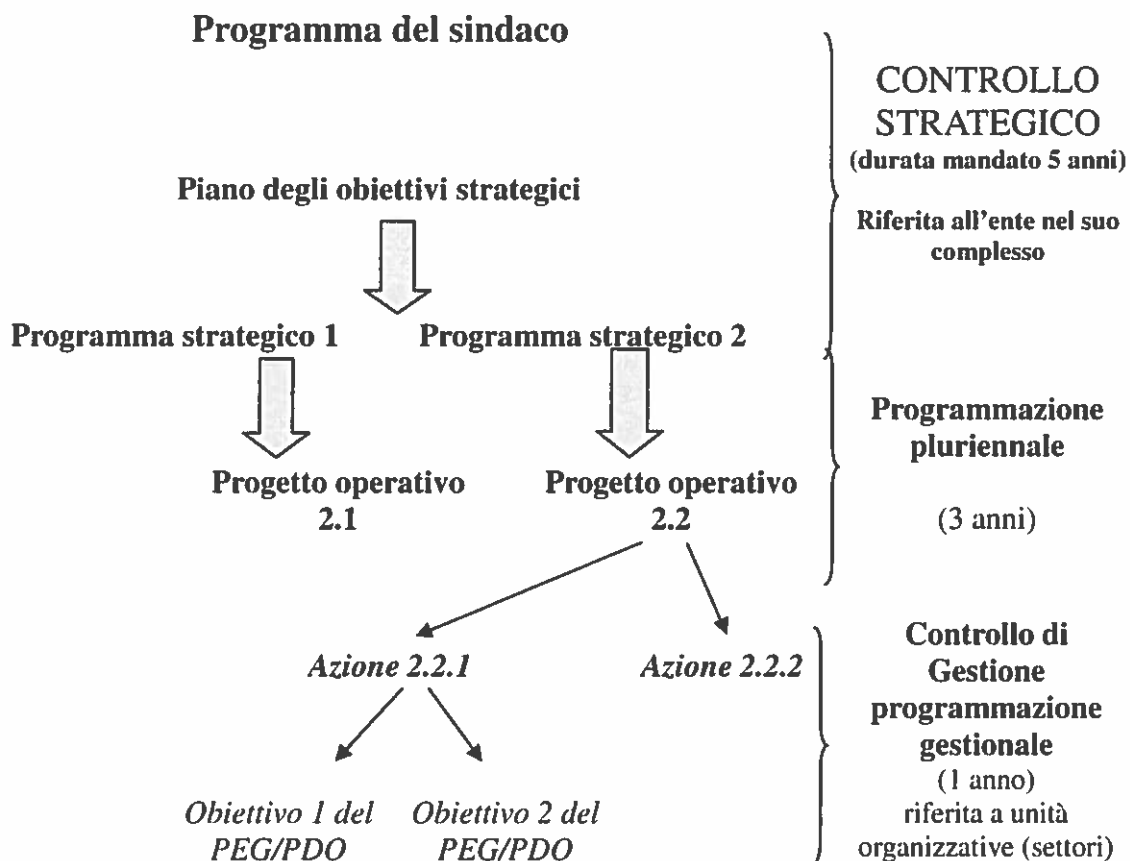 Programma del sindaco
CONTROLLO
STRATEGICO
(durata mandato 5 anni)
Piano degli obiettivi strategici
Riferita all'ente nel suo
complesso
Programma strategico 1
Programma strategico 2
Programmazione
pluriennale
(3 anni)
Progetto operativo
2.1
Progetto operativo
2.2
Azione 2.2.1
Azione 2.2.2
Controllo di
Gestione
programmazione
gestionale
(1 anno)
riferita a unità
organizzative (settori)
Obiettivo 1 del
PEG/PDO
Obiettivo 2 del
PEG/PDO